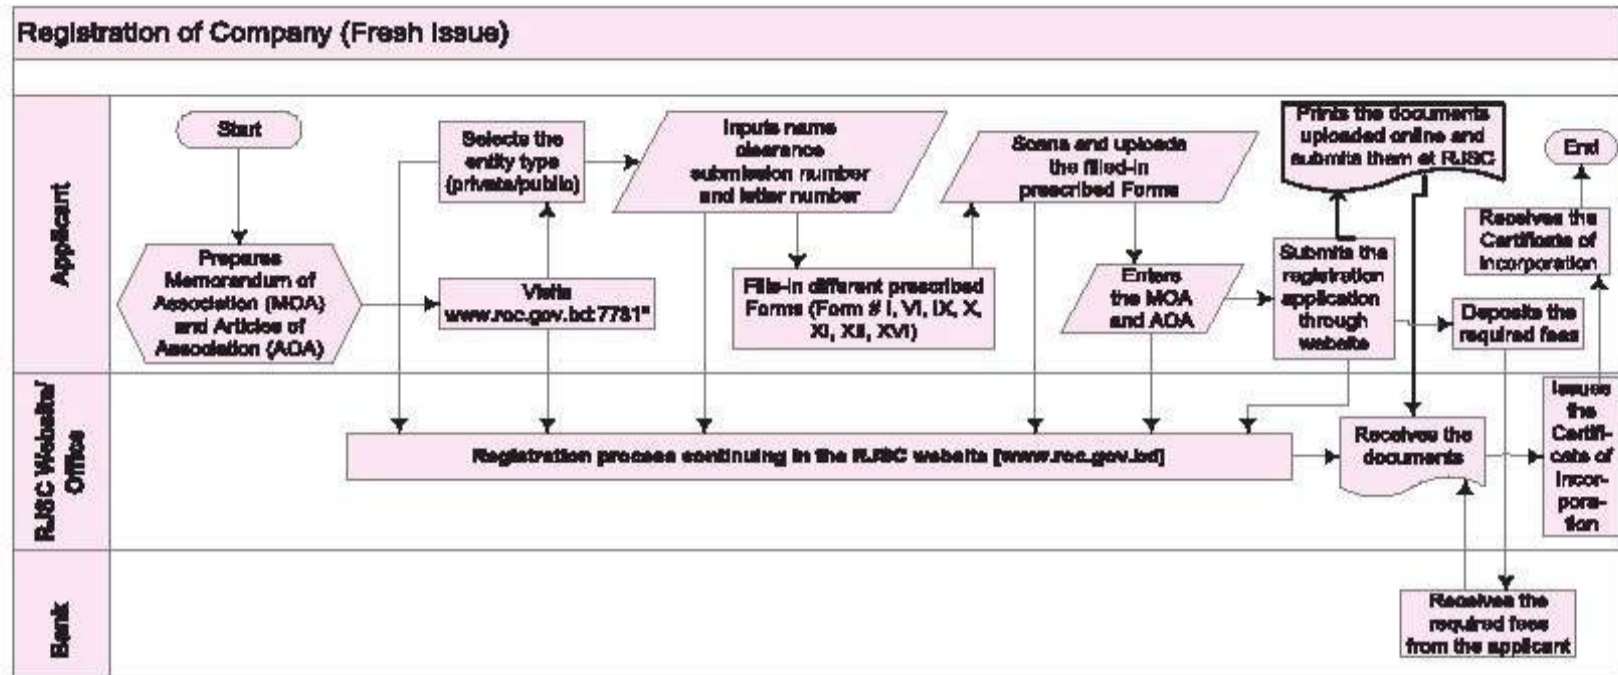 Registration of Company (Fresh Issue)
Applicant
Start
Prepares
Memorandum of
Association (MOA)
and Articles of
Association (AOA)
Selects the
entity type
(private/public)
Visits
www.roc.gov.bd:7781"
Inputs name
clearance
submission number
and letter number
Fills-in different prescribed
Forms (Form # I, VI, IX, X,
XI, XII, XVI)
Scans and uploads
the filled-in
prescribed Forms
Enters
the MOA
and AOA
Prints the documents
uploaded online and
submits them at RJSC
Submits the
registration
application
through
website
Deposits the
required fees
End
Receives the
Certificate of
Incorporation
RJSC Website/
Office
Registration process continuing in the RJSC website [www.roc.gov.bd]
Receives the
documents
Issues
the
Certifi-
cate of
Incor-
pora-
tion
Bank
Receives the
required fees
from the applicant